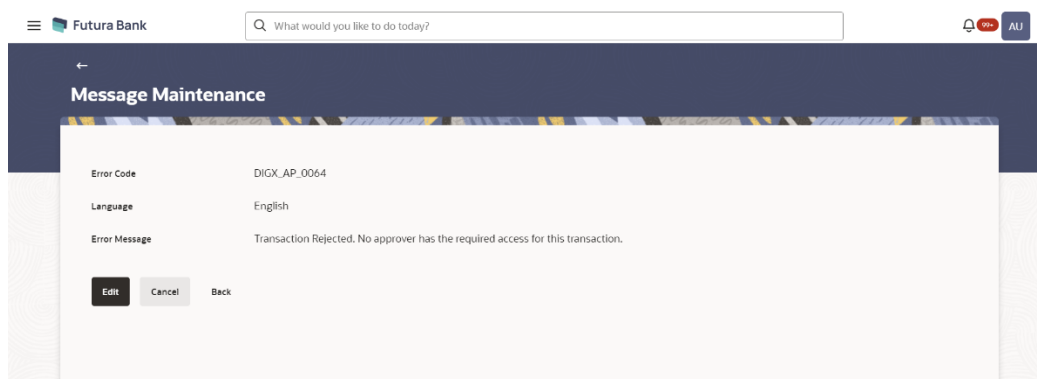 Futura Bank
What would you like to do today?
99+
AU
Message Maintenance
Error Code DIGX_AP_0064
Language English
Error Message Transaction Rejected. No approver has the required access for this transaction.
Edit Cancel Back